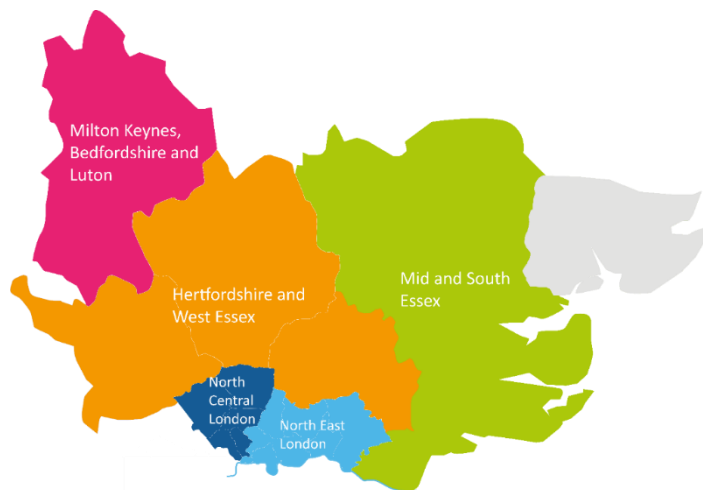 Milton Keynes,
Bedfordshire and
Luton
Hertfordshire and
West Essex
Mid and South
Essex
North
Central
London
North East
London